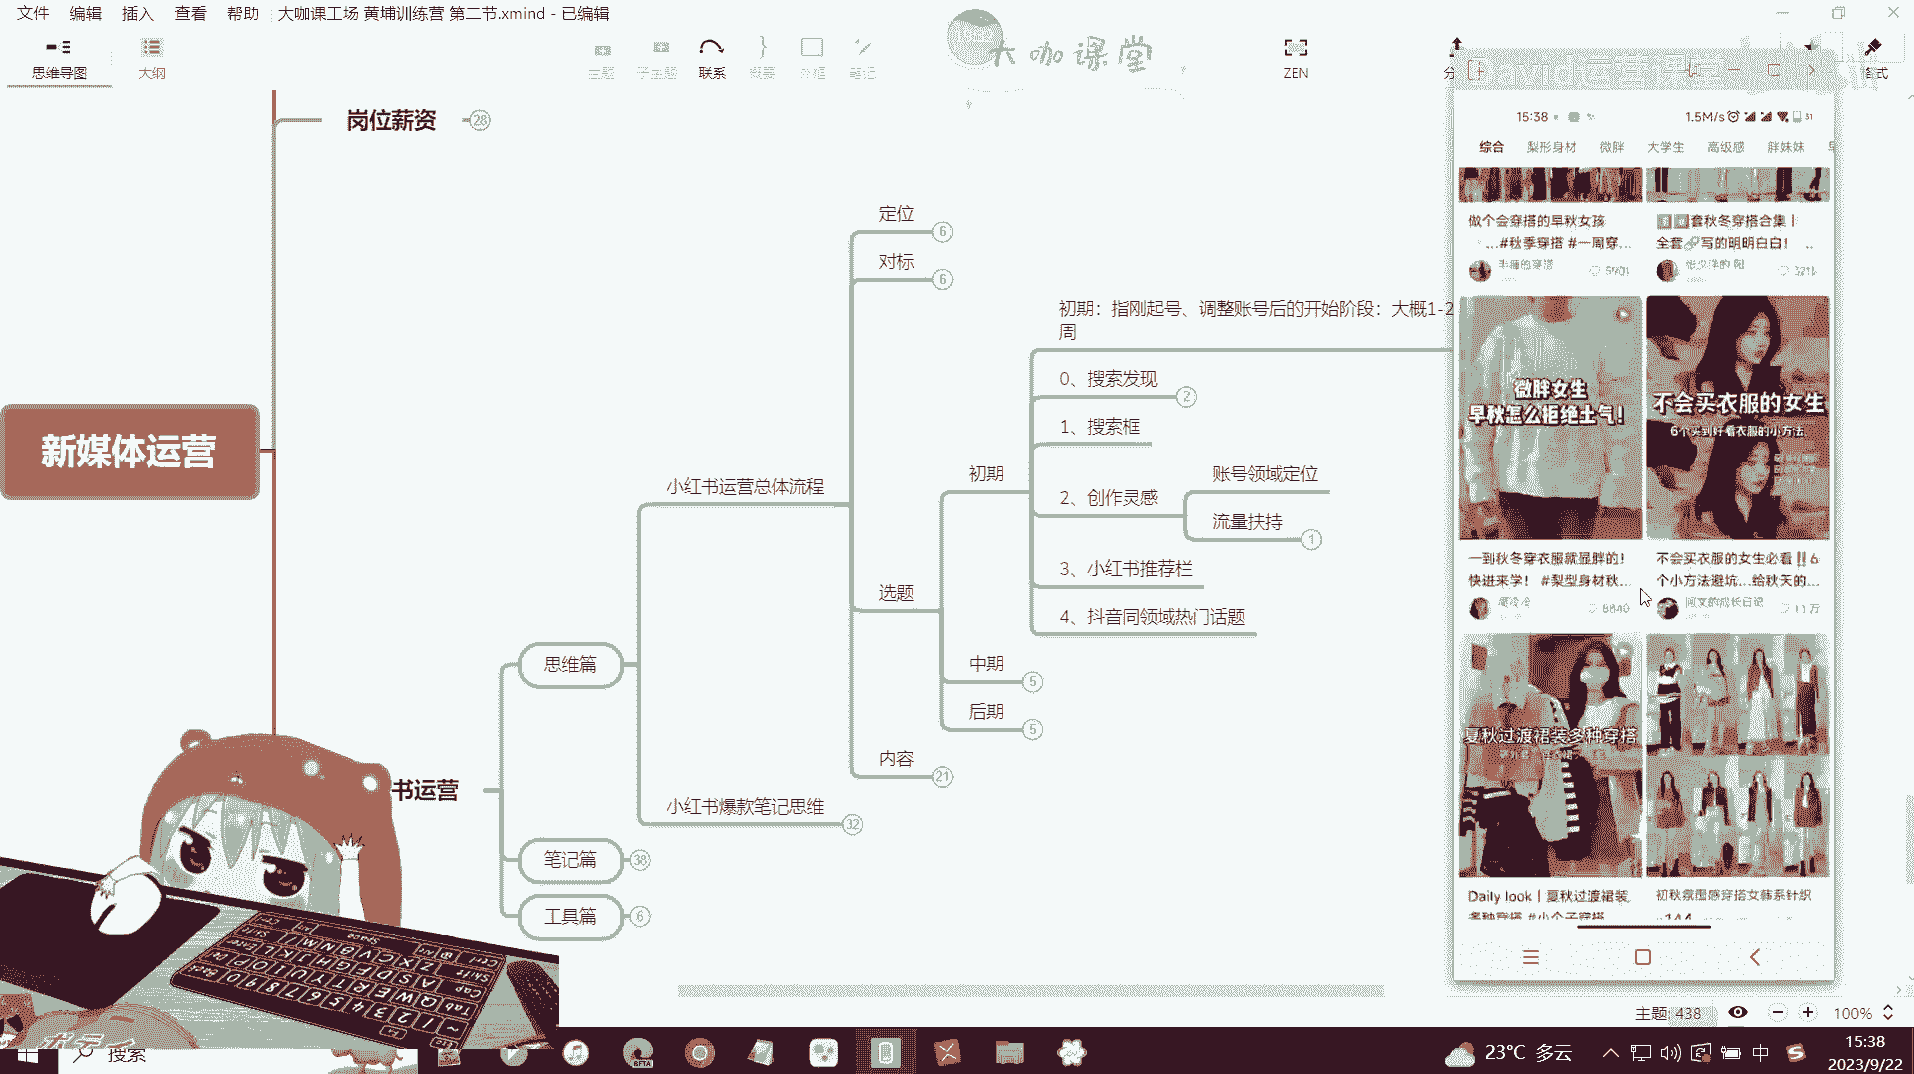 文件 编辑 插入 查看 帮助 大咖课工场 黄埔训练营 第二节.xmind - 已编辑
思维导图
大纲
主题
子主题
联系
概要
外框
笔记
大咖课堂
ZEN
岗位薪资 28
新媒体运营
书运营
思维篇
笔记篇 38
工具篇 6
小红书运营总体流程
小红书爆款笔记思维 32
定位 6
对标 6
选题
内容 21
初期
中期 5
后期 5
初期：指刚起号、调整账号后的开始阶段：大概1-2
周
0、搜索发现 2
1、搜索框
2、创作灵感
账号领域定位
流量扶持 1
3、小红书推荐栏
4、抖音同领域热门话题
15:38
1.5M/s
综合 梨形身材 微胖 大学生 高级感 胖妹妹
做个会穿搭的早秋女孩
...#秋季穿搭 #一周穿...
套秋冬穿搭合集｜
全套🔗写的明明白白！
微胖女生
早秋怎么拒绝土气！
不会买衣服的女生
6个买到好看衣服的小方法
一到秋冬穿衣服就显胖的！
快进来学！ #梨型身材秋...
8840
不会买衣服的女生必看‼6
个小方法避坑...给秋天的...
11万
夏秋过渡裙装多种穿搭
Daily look｜夏秋过渡裙装
多种穿搭 #小个子穿搭
初秋氛围感穿搭女韩系针织
主题: 438
100%
搜索
BETA
23°C 多云
中
15:38
2023/9/22